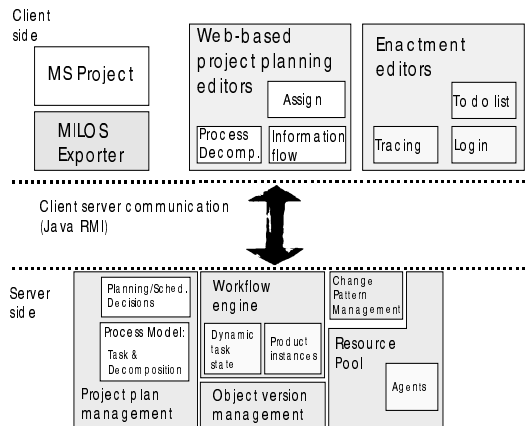 Client
side
MS Project
MILOS
Exporter
Web-based
project planning
editors
Assign
Process
Decomp.
Information
flow
Enactment
editors
To do list
Tracing
Login
Client server communication
(Java RMI)
Server
side
Planning/Sched.
Decisions
Process Model:
Task &
Decomposition
Project plan
management
Workflow
engine
Dynamic
task
state
Product
instances
Object version
management
Change
Pattern
Management
Resource
Pool
Agents